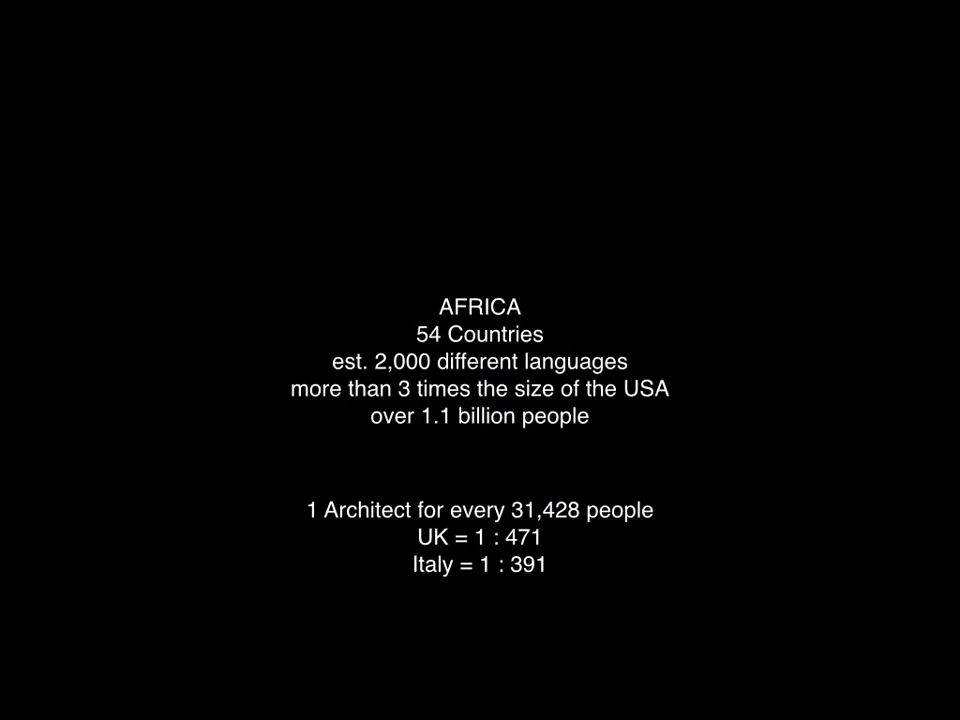 AFRICA
54 Countries
est. 2,000 different languages
more than 3 times the size of the USA
over 1.1 billion people
1 Architect for every 31,428 people
UK = 1 : 471
Italy = 1 : 391